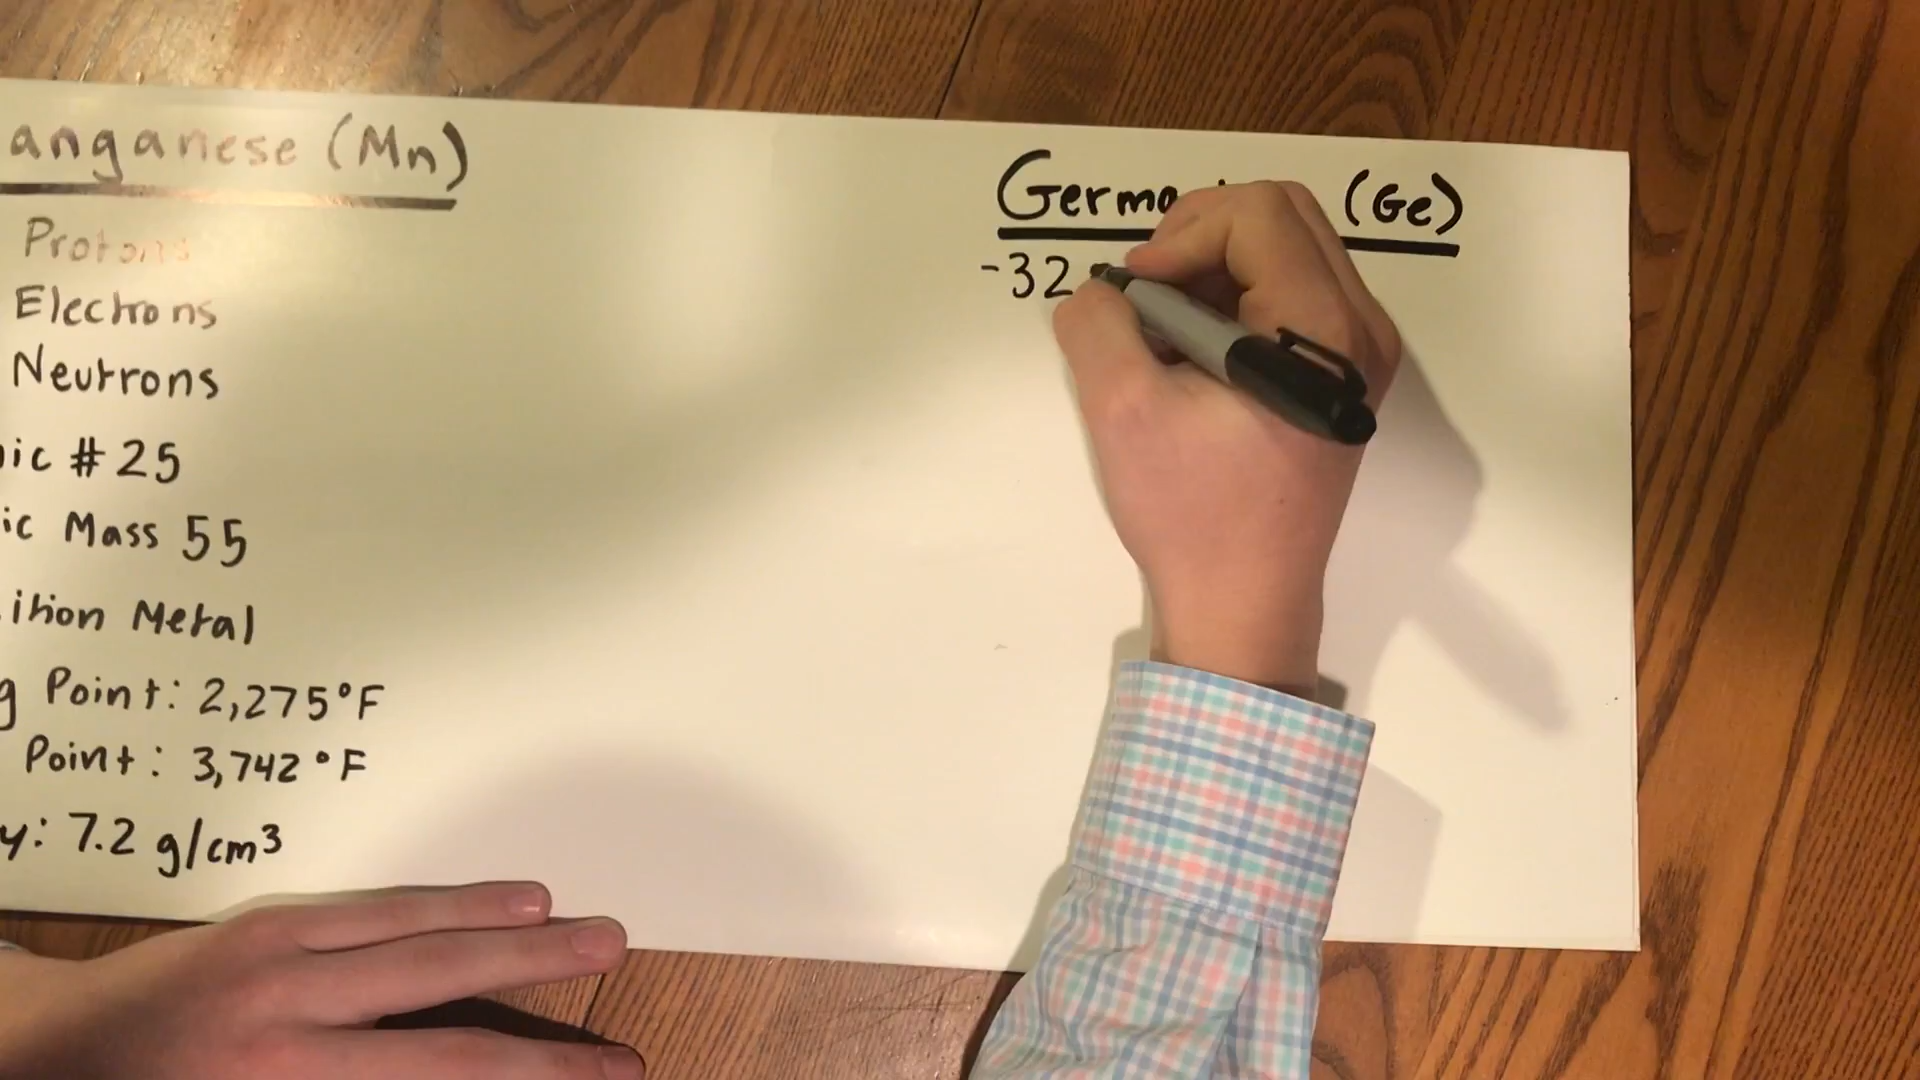 anganese (Mn)
Protons
Electrons
Neutrons
ic #25
ic Mass 55
ition Metal
g Point: 2,275°F
Point: 3,742°F
y: 7.2 g/cm³
Germa (Ge)
-32